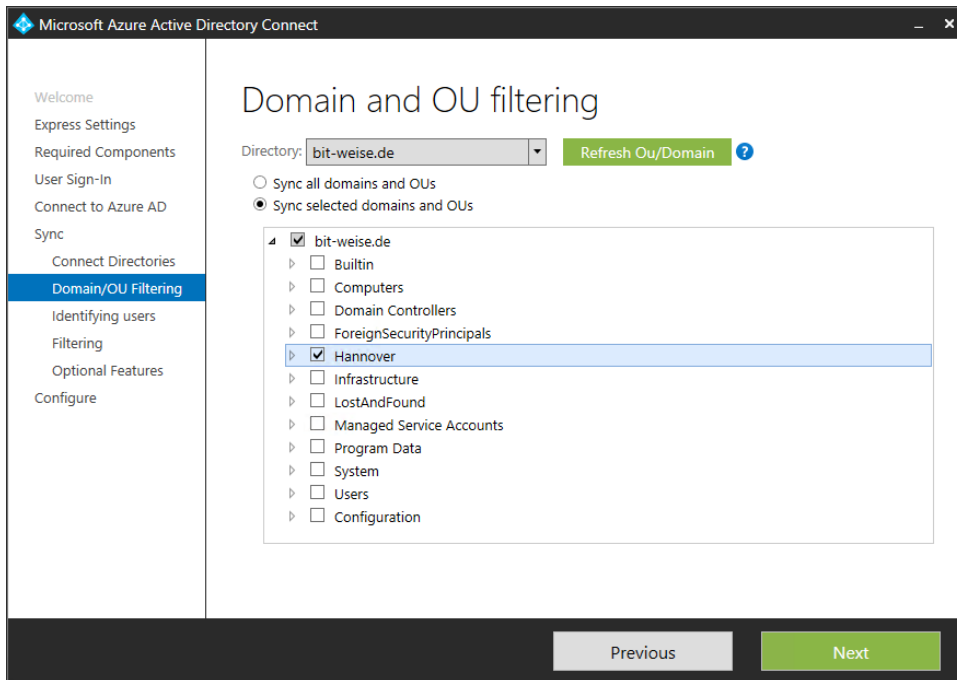 Microsoft Azure Active Directory Connect
Welcome
Express Settings
Required Components
User Sign-In
Connect to Azure AD
Sync
Connect Directories
Domain/OU Filtering
Identifying users
Filtering
Optional Features
Configure
Domain and OU filtering
Directory: bit-weise.de Refresh Ou/Domain ?
Sync all domains and OUs
Sync selected domains and OUs
bit-weise.de
Builtin
Computers
Domain Controllers
ForeignSecurityPrincipals
Hannover
Infrastructure
LostAndFound
Managed Service Accounts
Program Data
System
Users
Configuration
Previous Next